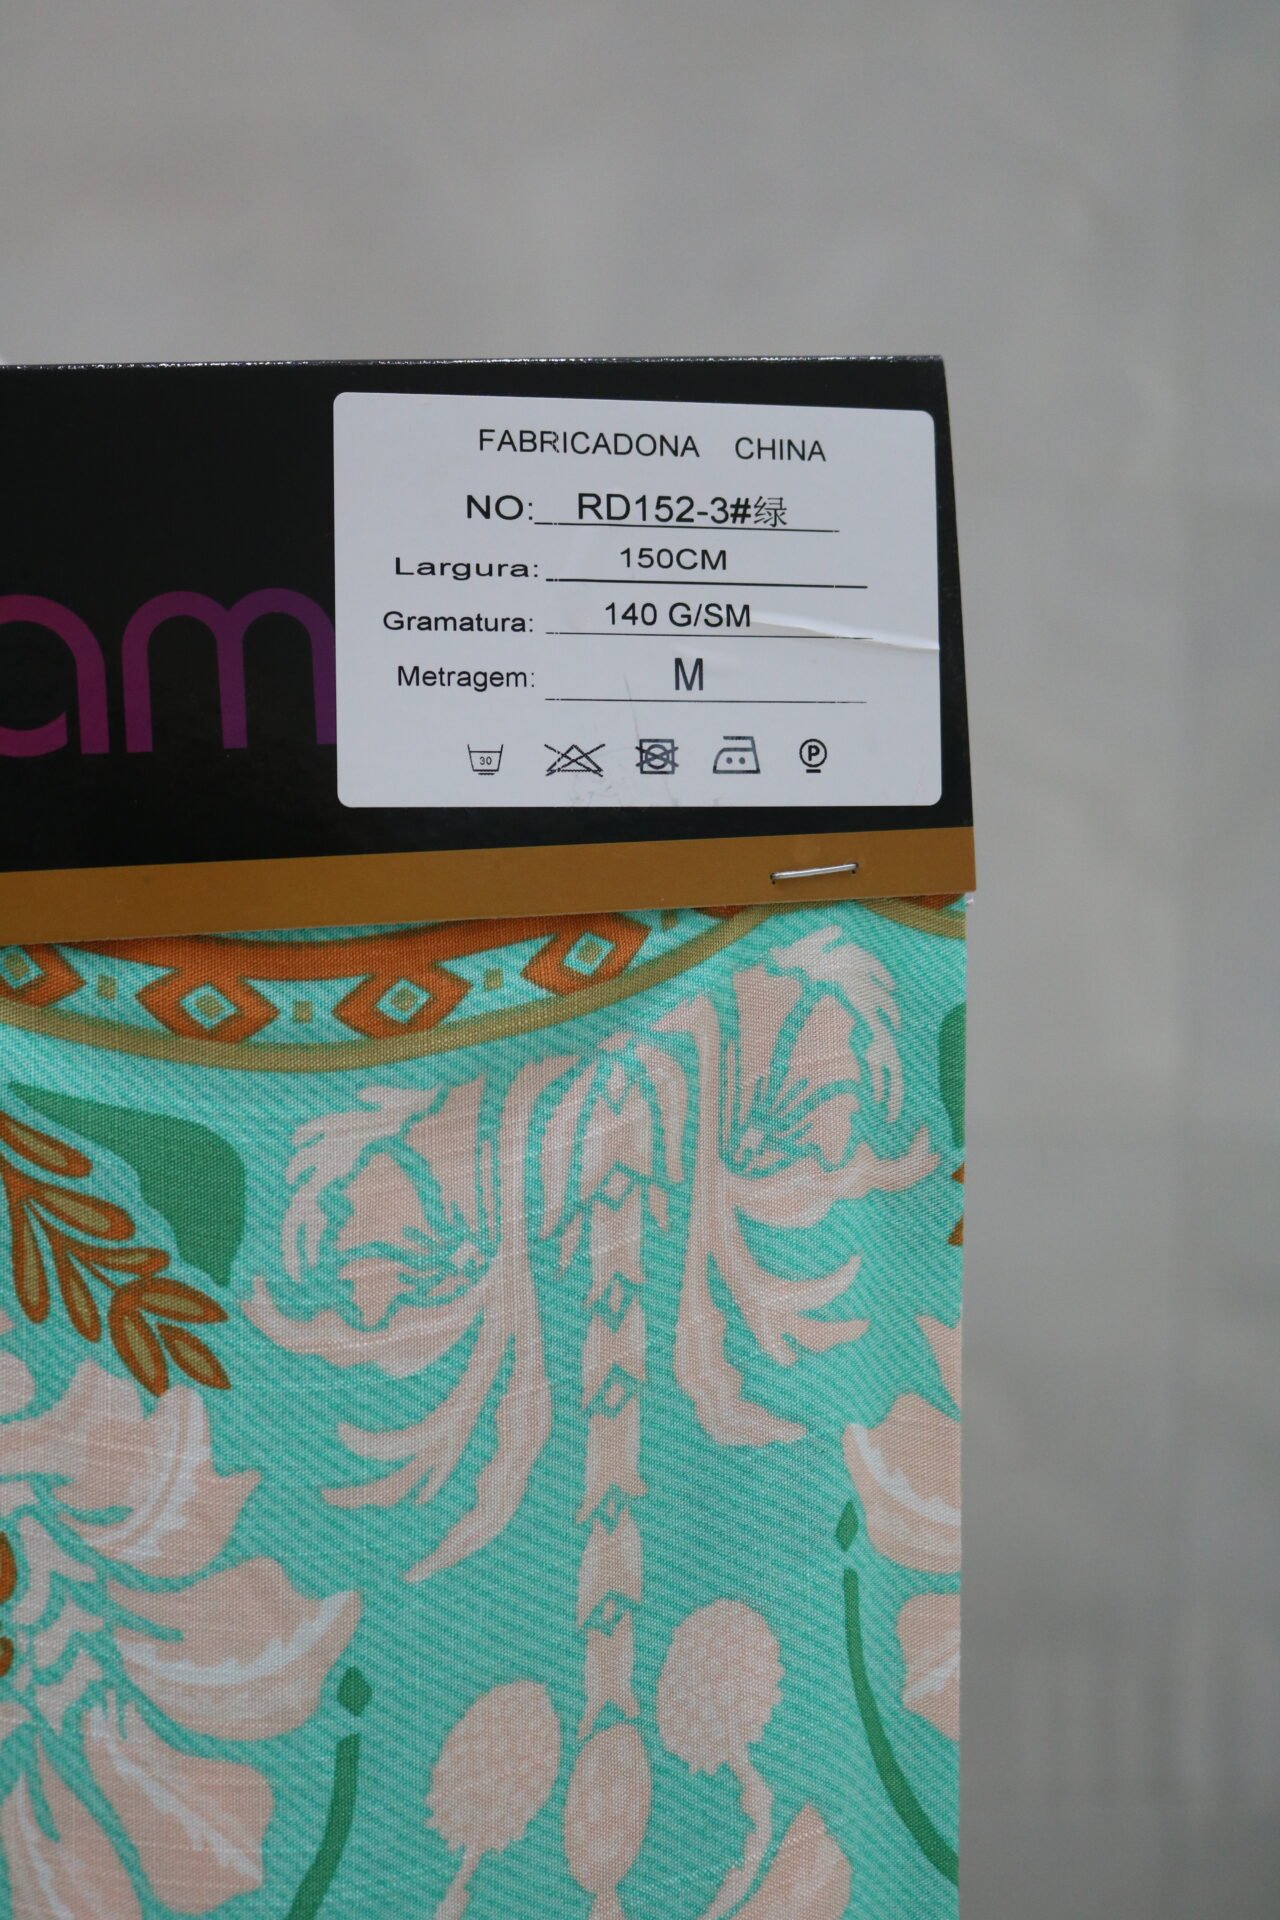 FABRICADONA CHINA
NO: RD152-3#绿
Largura: 150CM
Gramatura: 140 G/SM
Metragem: M
30
P
am